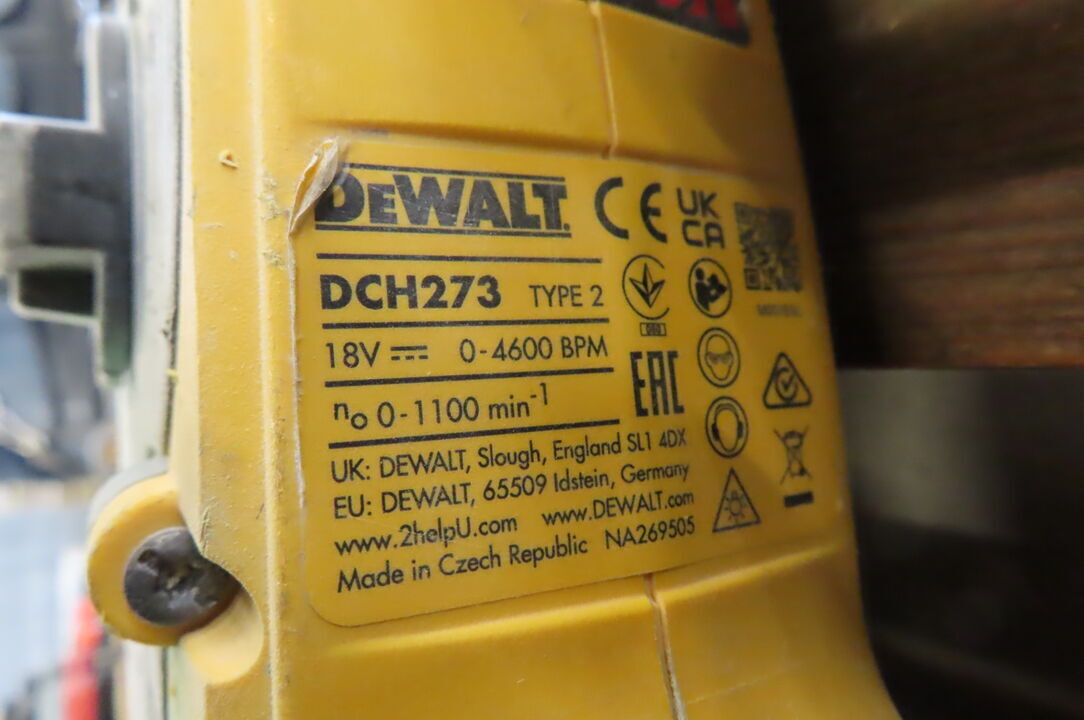 DEWALT.
CE UK CA
DCH273 TYPE 2
18V 0-4600 BPM
EAC
n₀ 0-1100 min⁻¹
UK: DEWALT, Slough, England SL1 4DX
EU: DEWALT, 65509 Idstein, Germany
www.2helpU.com www.DEWALT.com
Made in Czech Republic NA269505